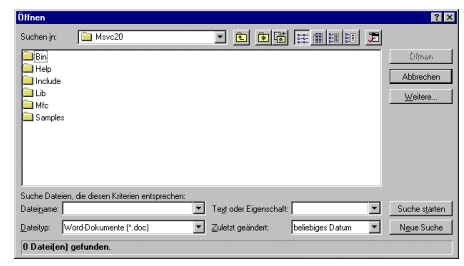 Öffnen
Suchen in: Msvc20
Bin
Help
Include
Lib
Mfc
Samples
Öffnen
Abbrechen
Weitere...
Suche Dateien, die diesen Kriterien entsprechen:
Dateiname: Text oder Eigenschaft: Suche starten
Dateityp: Word-Dokumente (*.doc) Zuletzt geändert: beliebiges Datum Neue Suche
0 Datei(en) gefunden.